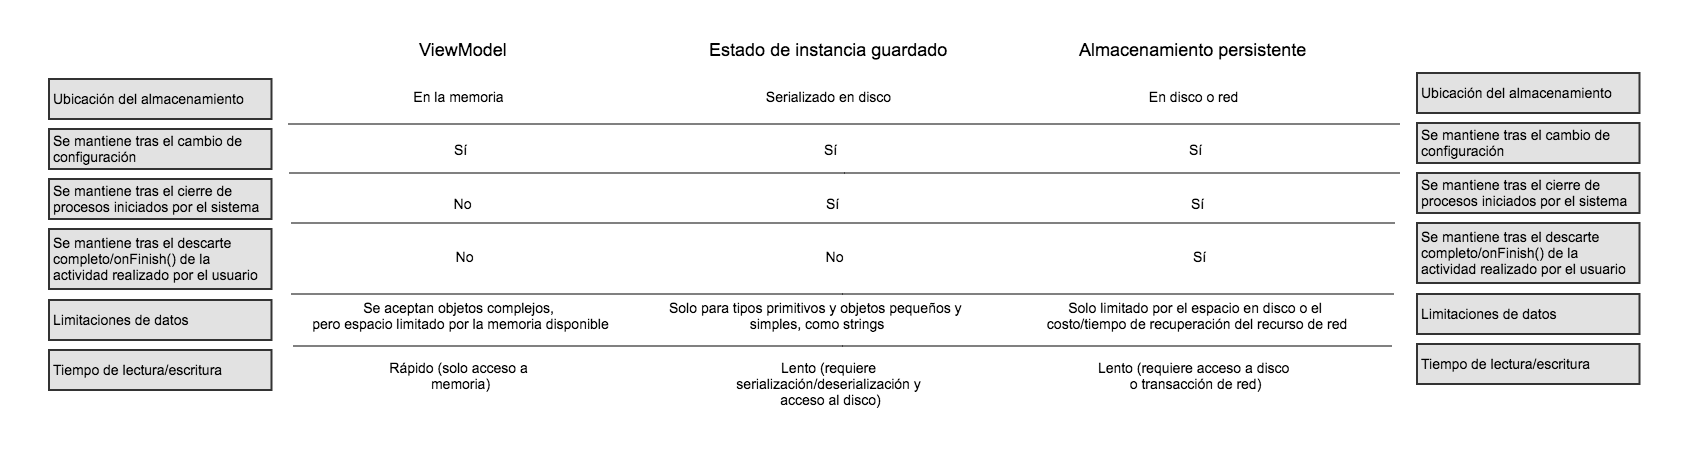 ViewModel
Estado de instancia guardado
Almacenamiento persistente
Ubicación del almacenamiento
En la memoria
Serializado en disco
En disco o red
Ubicación del almacenamiento
Se mantiene tras el cambio de
configuración
Sí
Sí
Sí
Se mantiene tras el cambio de
configuración
Se mantiene tras el cierre de
procesos iniciados por el sistema
No
Sí
Sí
Se mantiene tras el cierre de
procesos iniciados por el sistema
Se mantiene tras el descarte
completo/onFinish() de la
actividad realizado por el usuario
No
No
Sí
Se mantiene tras el descarte
completo/onFinish() de la
actividad realizado por el usuario
Limitaciones de datos
Se aceptan objetos complejos,
pero espacio limitado por la memoria disponible
Solo para tipos primitivos y objetos pequeños y
simples, como strings
Solo limitado por el espacio en disco o el
costo/tiempo de recuperación del recurso de red
Limitaciones de datos
Tiempo de lectura/escritura
Rápido (solo acceso a
memoria)
Lento (requiere
serialización/deserialización y
acceso al disco)
Lento (requiere acceso a disco
o transacción de red)
Tiempo de lectura/escritura